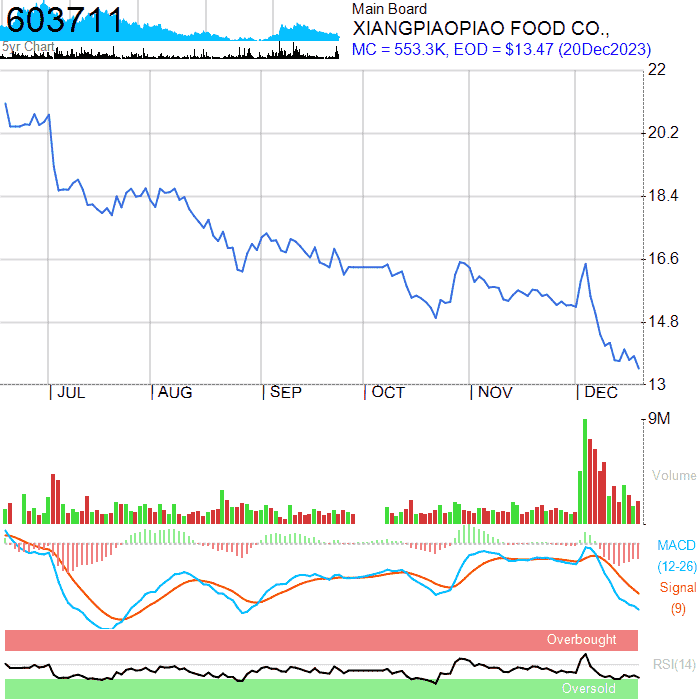 603711
5yr Chart
Main Board
XIANGPIAOPIAO FOOD CO.,
MC = 553.3K, EOD = $13.47 (20Dec2023)
22
20.2
18.4
16.6
14.8
13
JUL AUG SEP OCT NOV DEC
9M
Volume
MACD
(12-26)
Signal
(9)
Overbought
RSI(14)
Oversold